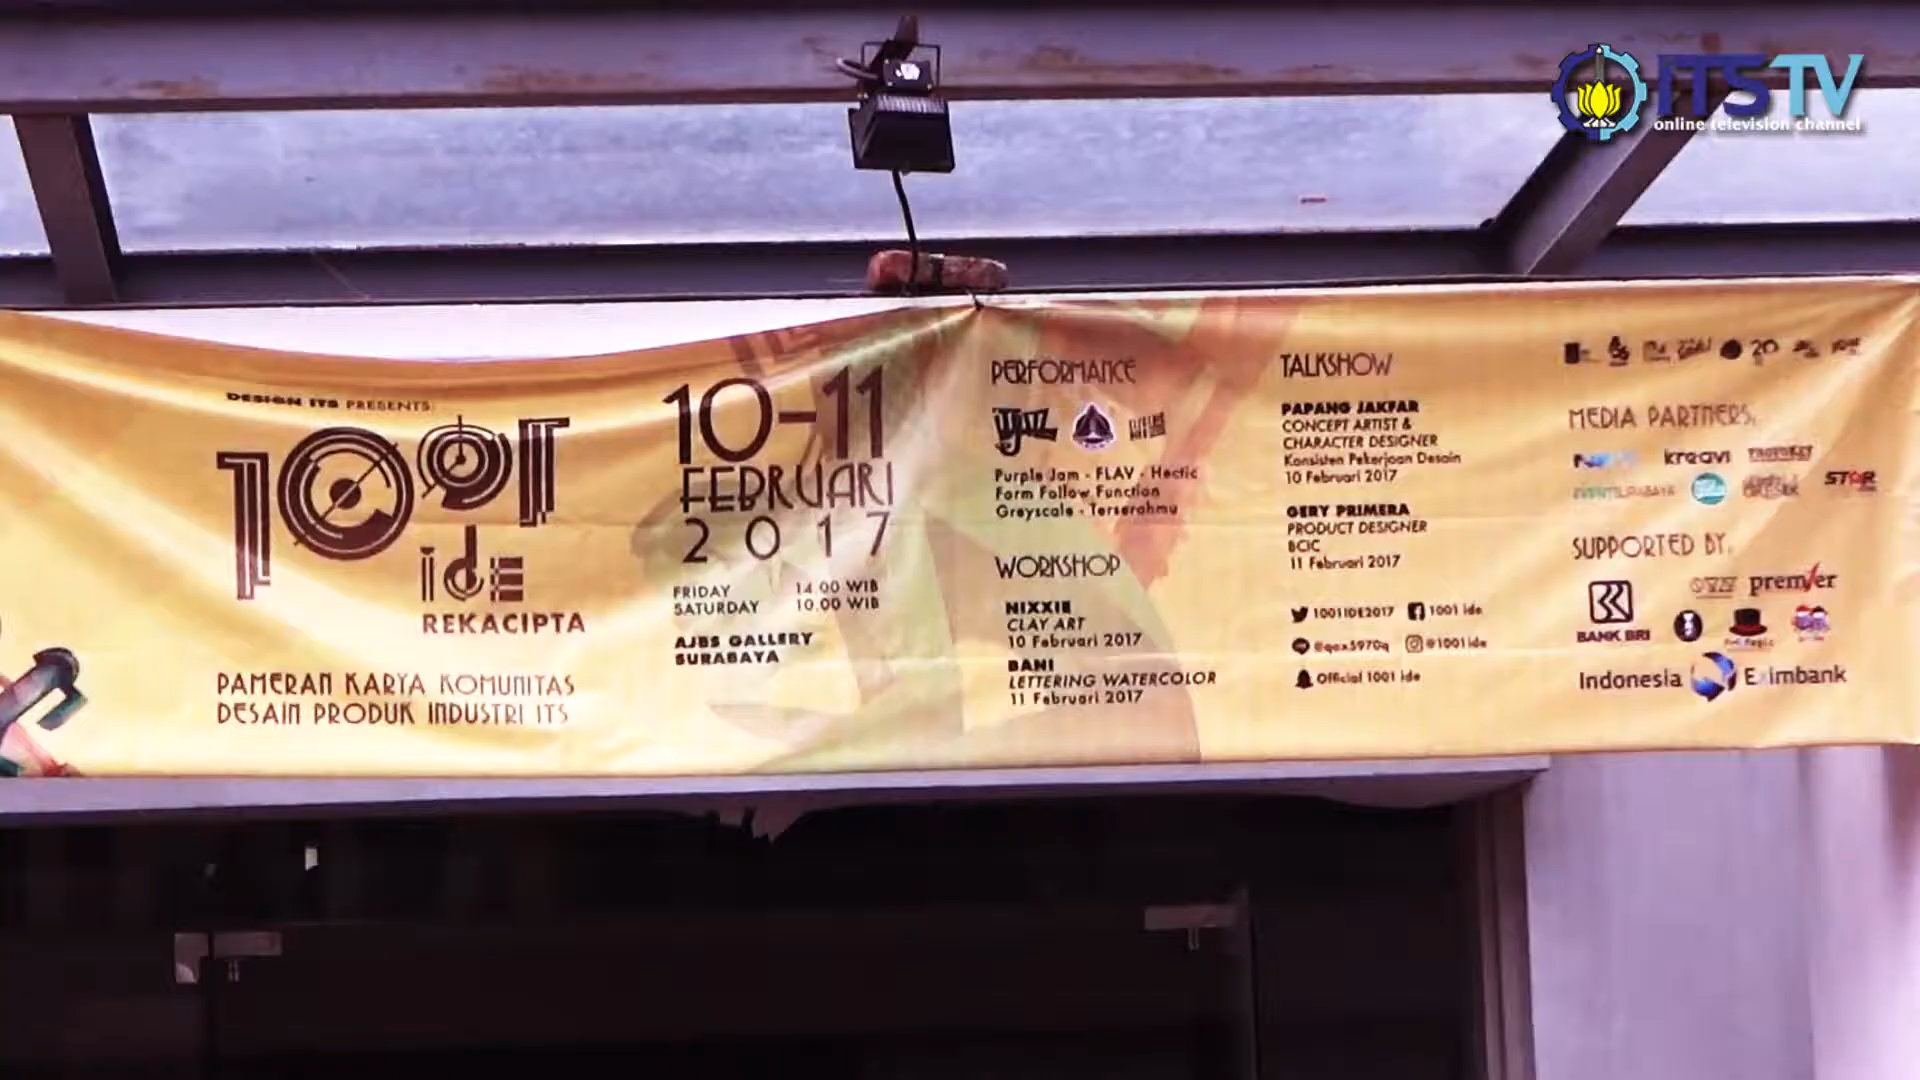 ITS TV
online television channel
DESIGN ITS PRESENTS:
1001
ide
REKACIPTA
PAMERAN KARYA KOMUNITAS
DESAIN PRODUK INDUSTRI ITS
10-11
FEBRUARI
2017
FRIDAY 14.00 WIB
SATURDAY 10.00 WIB
AJBS GALLERY
SURABAYA
PERFORMANCE
Purple Jam - FLAV - Hectic
Form Follow Function
Greyscale - Terserahmu
WORKSHOP
NIXXIE
CLAY ART
10 Februari 2017
BANI
LETTERING WATERCOLOR
11 Februari 2017
TALKSHOW
PAPANG JAKFAR
CONCEPT ARTIST &
CHARACTER DESIGNER
Konsisten Pekerjaan Desain
10 Februari 2017
GERY PRIMERA
PRODUCT DESIGNER
BCIC
11 Februari 2017
1001IDE2017 1001 ide
@qax5970q @1001ide
Official 1001 ide
MEDIA PARTNERS:
kreavi
EVENTSURABAYA
SUPPORTED BY:
premier
BANK BRI
Indonesia Eximbank